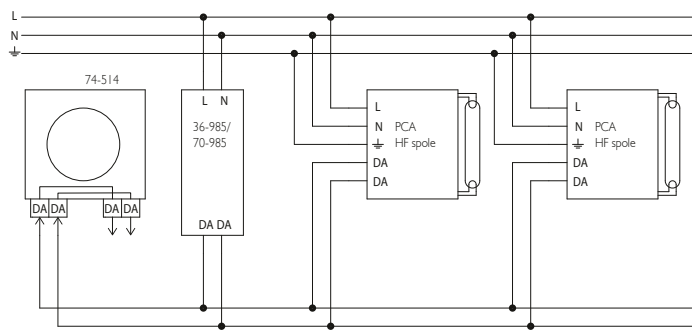 L
N
74-514
DA DA DA DA
L N
36-985/
70-985
DA DA
L
N PCA
HF spole
DA
DA
L
N PCA
HF spole
DA
DA